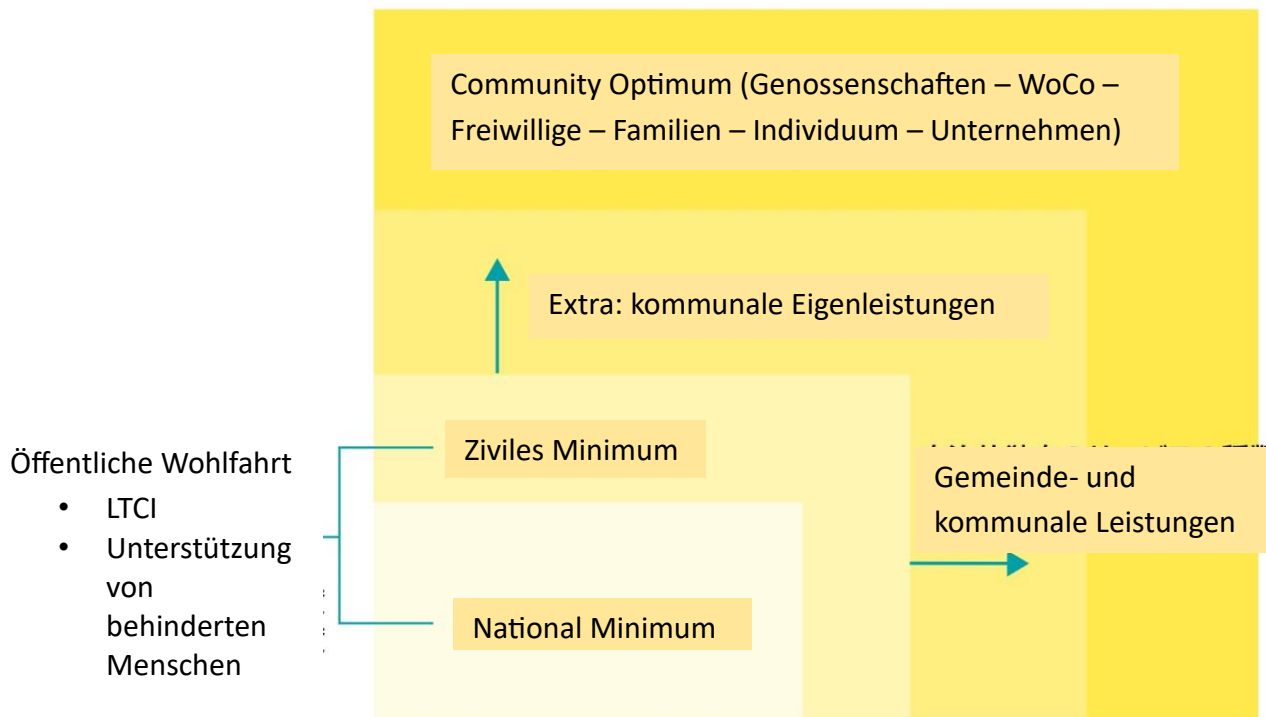 Community Optimum (Genossenschaften – WoCo –
Freiwillige – Familien – Individuum – Unternehmen)
Extra: kommunale Eigenleistungen
Ziviles Minimum
Öffentliche Wohlfahrt
• LTCI
• Unterstützung
von
behinderten
Menschen
Gemeinde- und
kommunale Leistungen
National Minimum